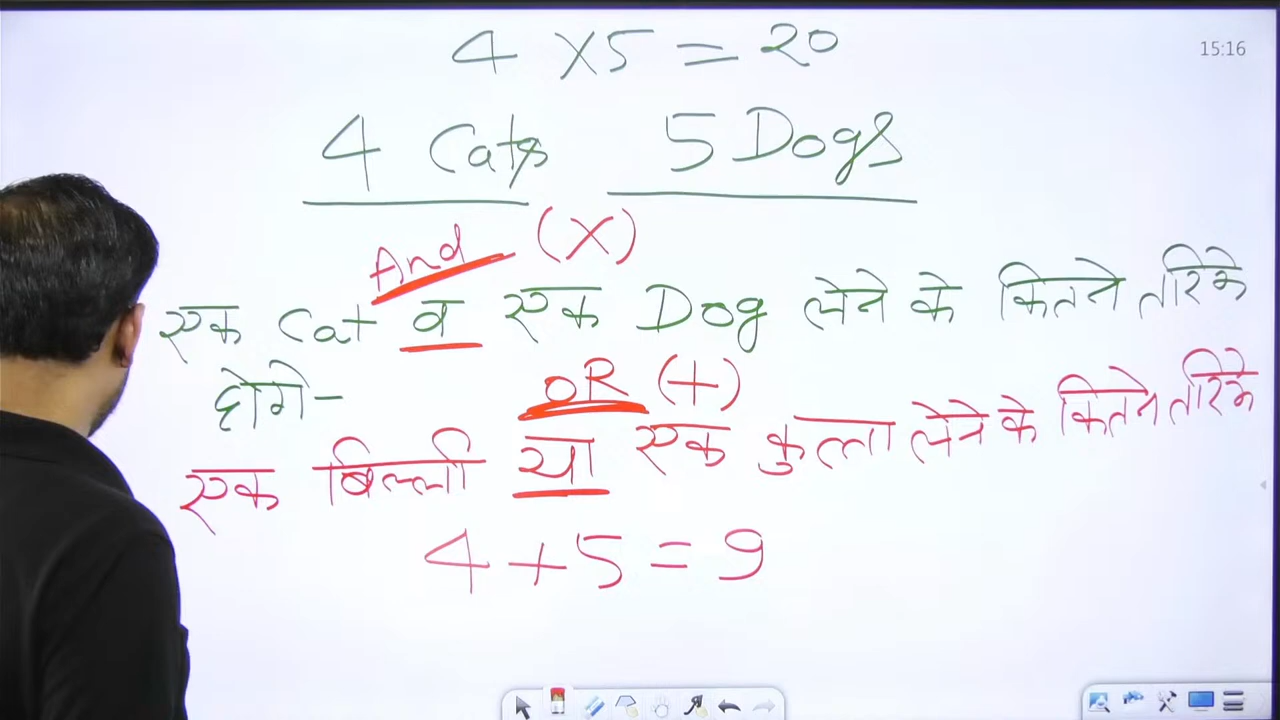 4 × 5 = 20
15:16
4 Cats 5 Dogs
And (×)
एक Cat व एक Dog लेने के कितने तरिके
होगे-
OR (+)
एक बिल्ली या एक कुत्ता लेने के कितने तरिके
4 + 5 = 9